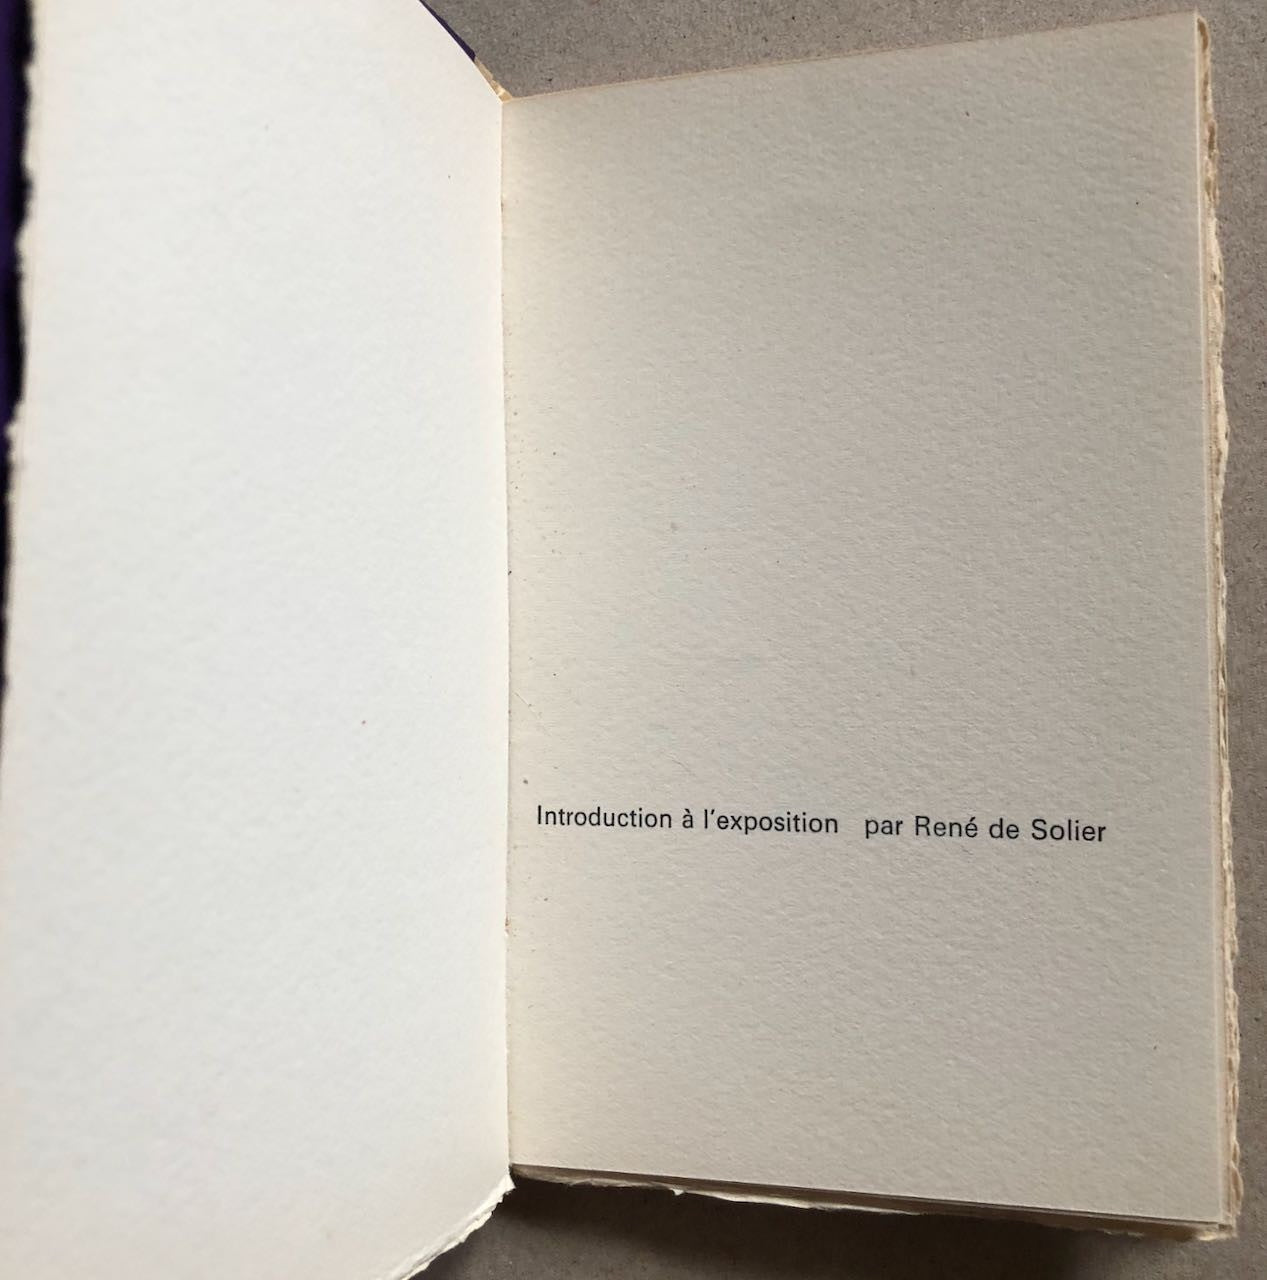 Introduction à l'exposition par René de Solier